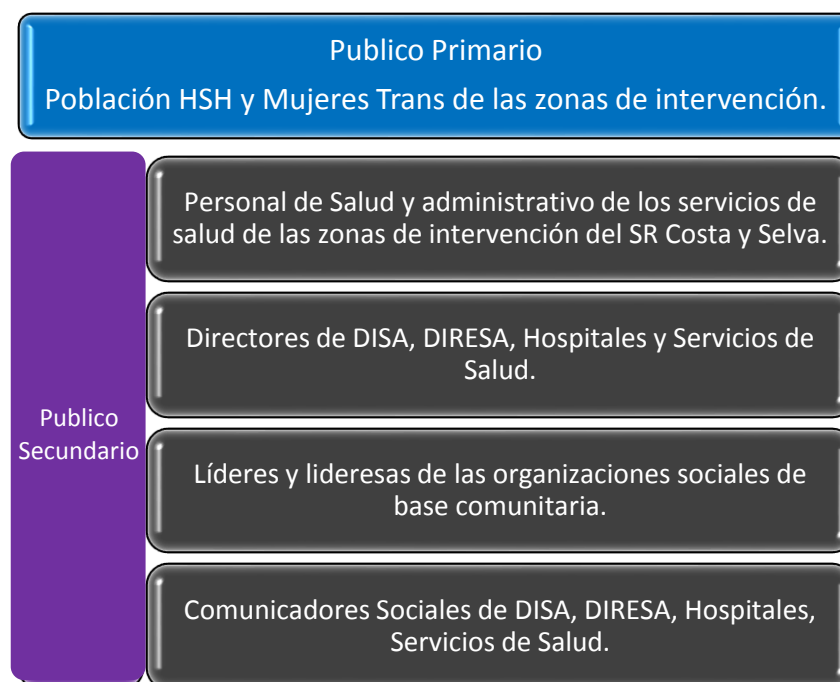 Publico Primario
Población HSH y Mujeres Trans de las zonas de intervención.
Publico
Secundario
Personal de Salud y administrativo de los servicios de
salud de las zonas de intervención del SR Costa y Selva.
Directores de DISA, DIRESA, Hospitales y Servicios de
Salud.
Líderes y lideresas de las organizaciones sociales de
base comunitaria.
Comunicadores Sociales de DISA, DIRESA, Hospitales,
Servicios de Salud.